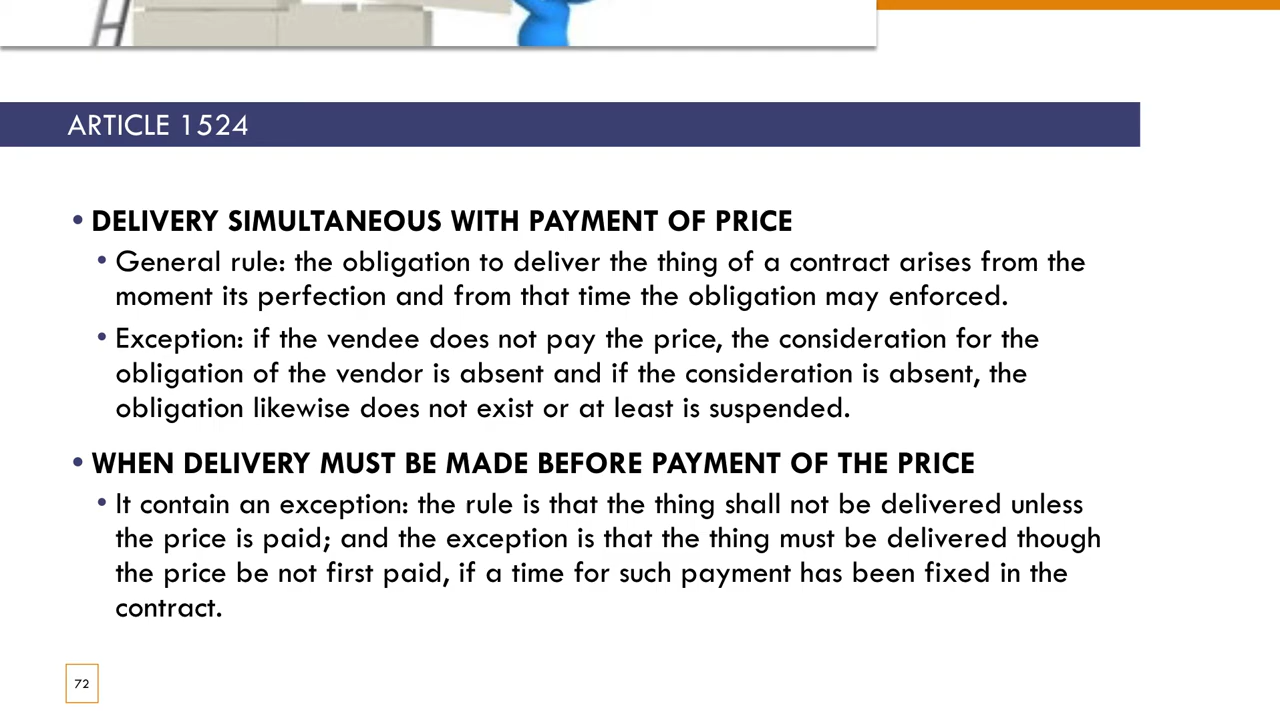 ARTICLE 1524
• DELIVERY SIMULTANEOUS WITH PAYMENT OF PRICE
• General rule: the obligation to deliver the thing of a contract arises from the
moment its perfection and from that time the obligation may enforced.
• Exception: if the vendee does not pay the price, the consideration for the
obligation of the vendor is absent and if the consideration is absent, the
obligation likewise does not exist or at least is suspended.
• WHEN DELIVERY MUST BE MADE BEFORE PAYMENT OF THE PRICE
• It contain an exception: the rule is that the thing shall not be delivered unless
the price is paid; and the exception is that the thing must be delivered though
the price be not first paid, if a time for such payment has been fixed in the
contract.
72